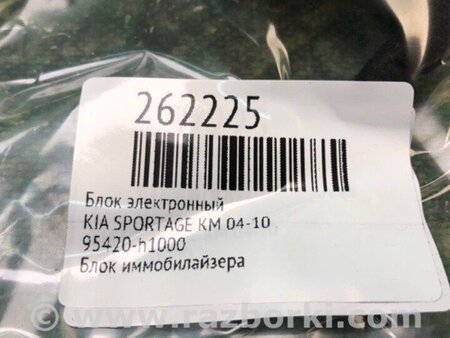 262225
Блок электронный
KIA SPORTAGE KM 04-10
95420-h1000
Блок иммобилайзера
www.razborki.com